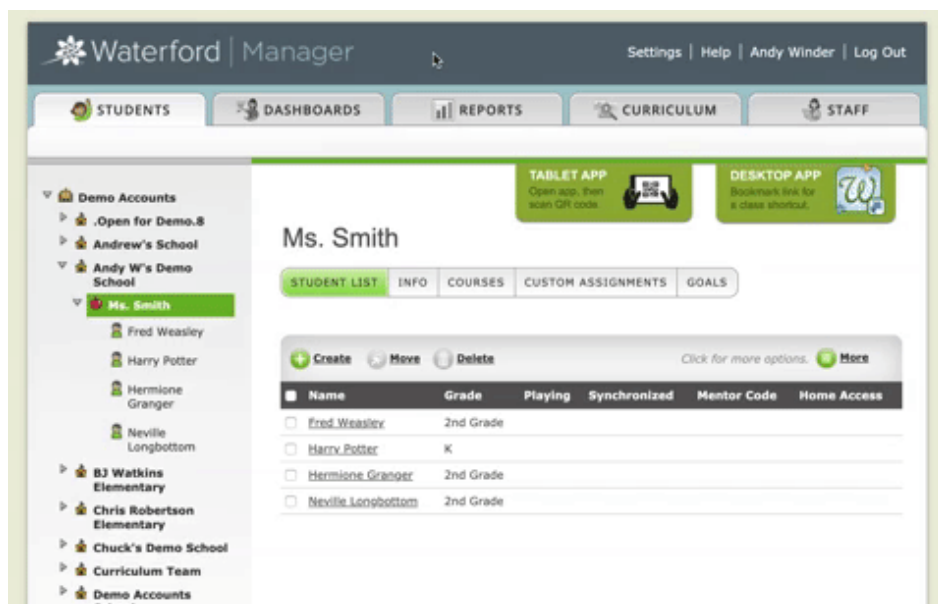 Waterford | Manager
Settings | Help | Andy Winder | Log Out
STUDENTS
DASHBOARDS
REPORTS
CURRICULUM
STAFF
TABLET APP
Open app, then
scan QR code
DESKTOP APP
Bookmark link for
a class shortcut.
Demo Accounts
.Open for Demo.8
Andrew's School
Andy W's Demo
School
Ms. Smith
Fred Weasley
Harry Potter
Hermione
Granger
Neville
Longbottom
BJ Watkins
Elementary
Chris Robertson
Elementary
Chuck's Demo School
Curriculum Team
Demo Accounts
Ms. Smith
STUDENT LIST INFO COURSES CUSTOM ASSIGNMENTS GOALS
Create Move Delete Click for more options. More
Name Grade Playing Synchronized Mentor Code Home Access
Fred Weasley 2nd Grade
Harry Potter K
Hermione Granger 2nd Grade
Neville Longbottom 2nd Grade